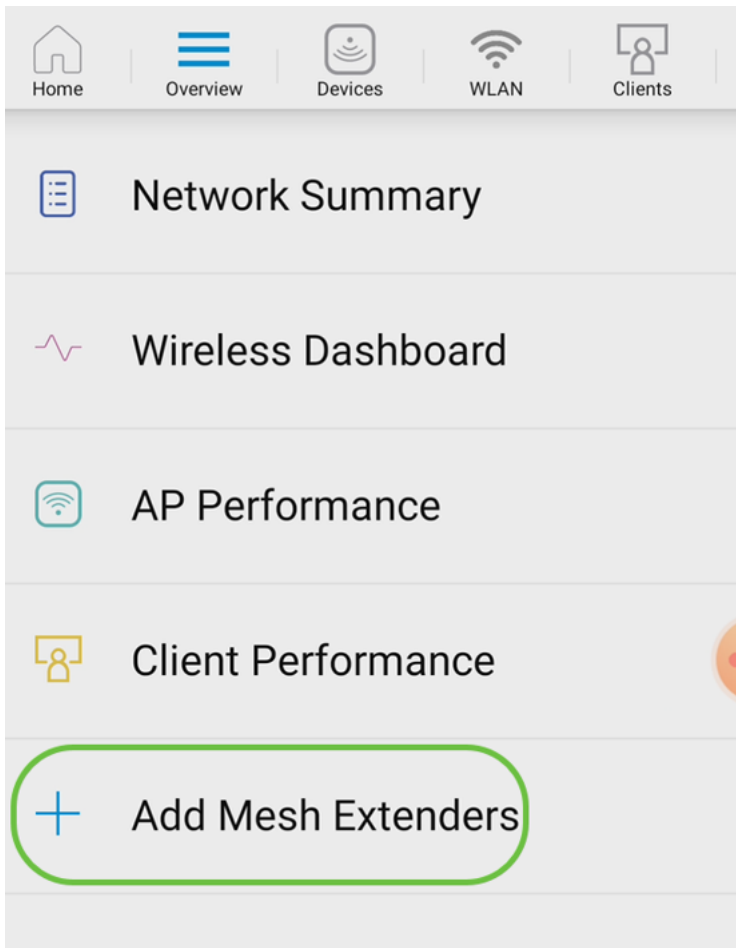 Home Overview Devices WLAN Clients
Network Summary
Wireless Dashboard
AP Performance
Client Performance
Add Mesh Extenders